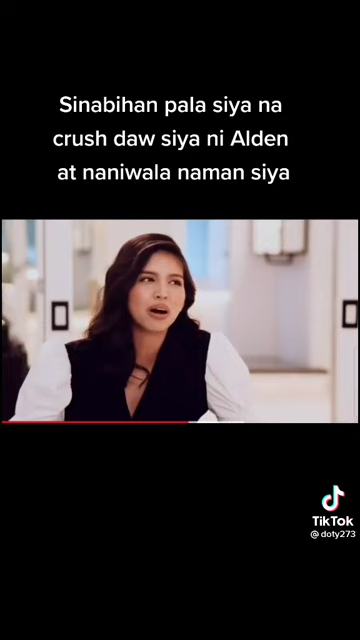 Sinabihan pala siya na
crush daw siya ni Alden
at naniwala naman siya
TikTok
@doty273